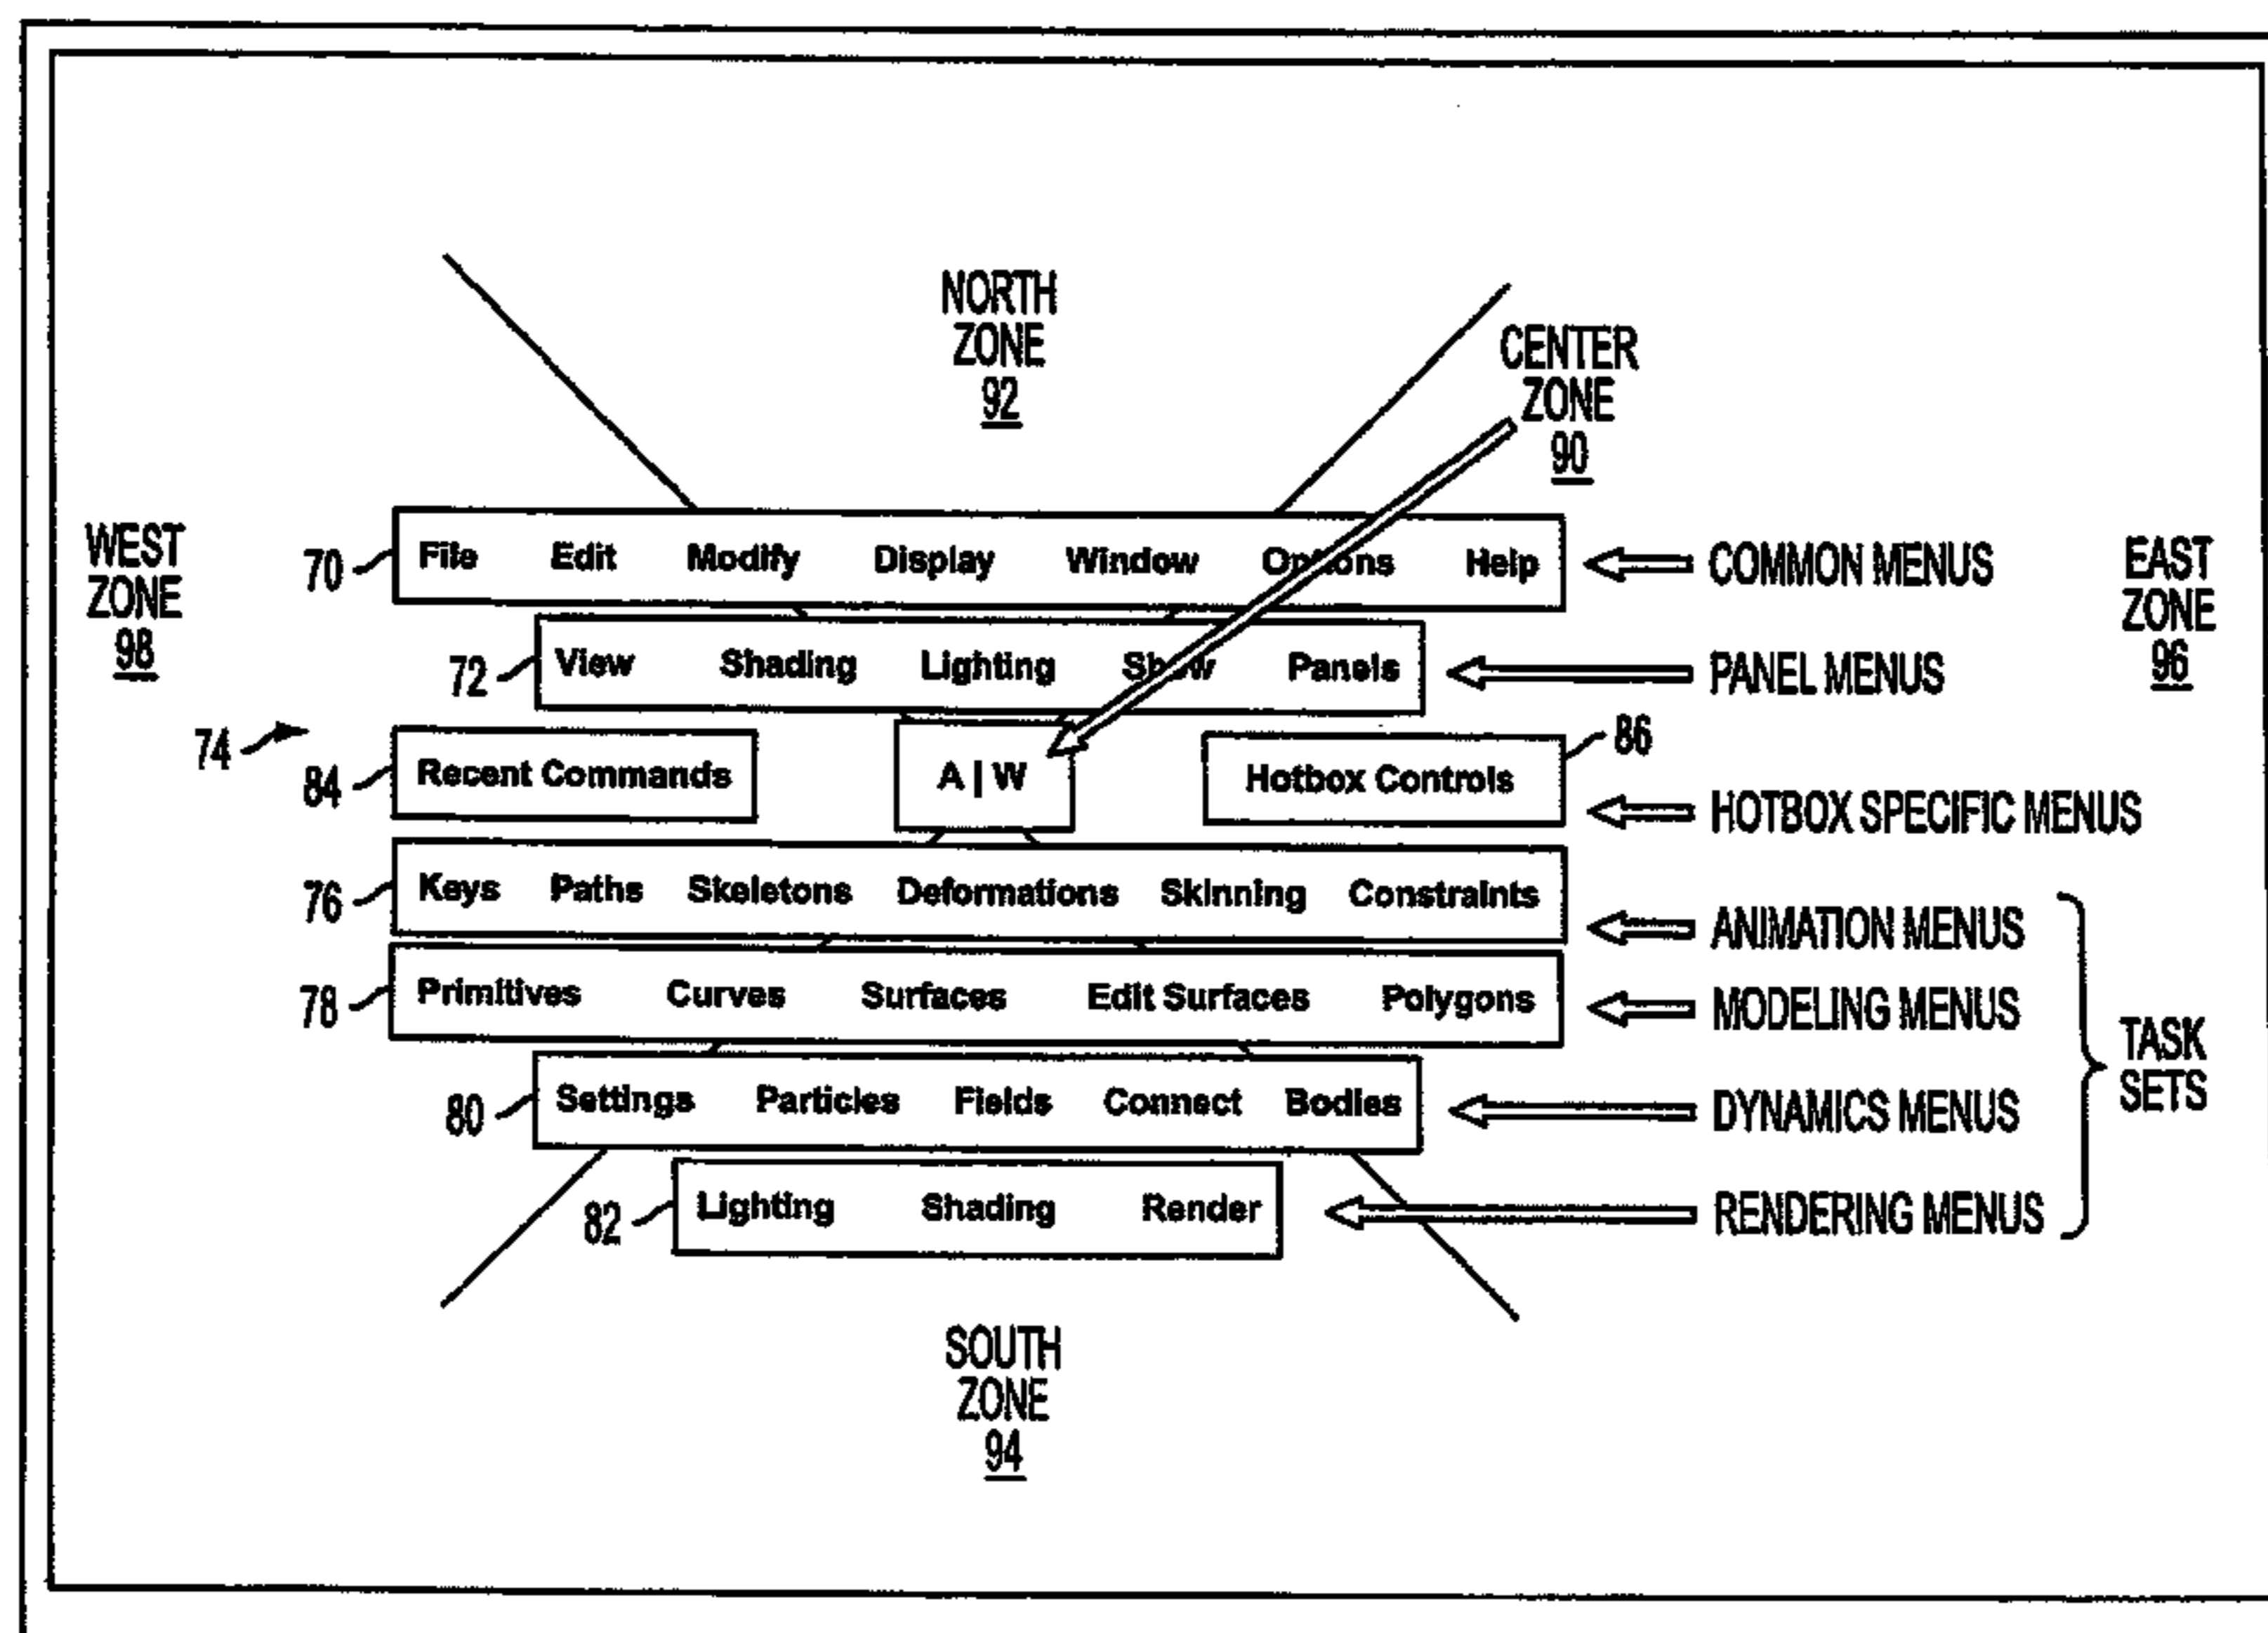 NORTH
ZONE
92
CENTER
ZONE
90
WEST
ZONE
98
EAST
ZONE
96
70 File Edit Modify Display Window Options Help COMMON MENUS
72 View Shading Lighting Show Panels PANEL MENUS
74
84 Recent Commands A | W Hotbox Controls 86
HOTBOX SPECIFIC MENUS
76 Keys Paths Skeletons Deformations Skinning Constraints ANIMATION MENUS
78 Primitives Curves Surfaces Edit Surfaces Polygons MODELING MENUS
TASK
SETS
80 Settings Particles Fields Connect Bodies DYNAMICS MENUS
82 Lighting Shading Render RENDERING MENUS
SOUTH
ZONE
94